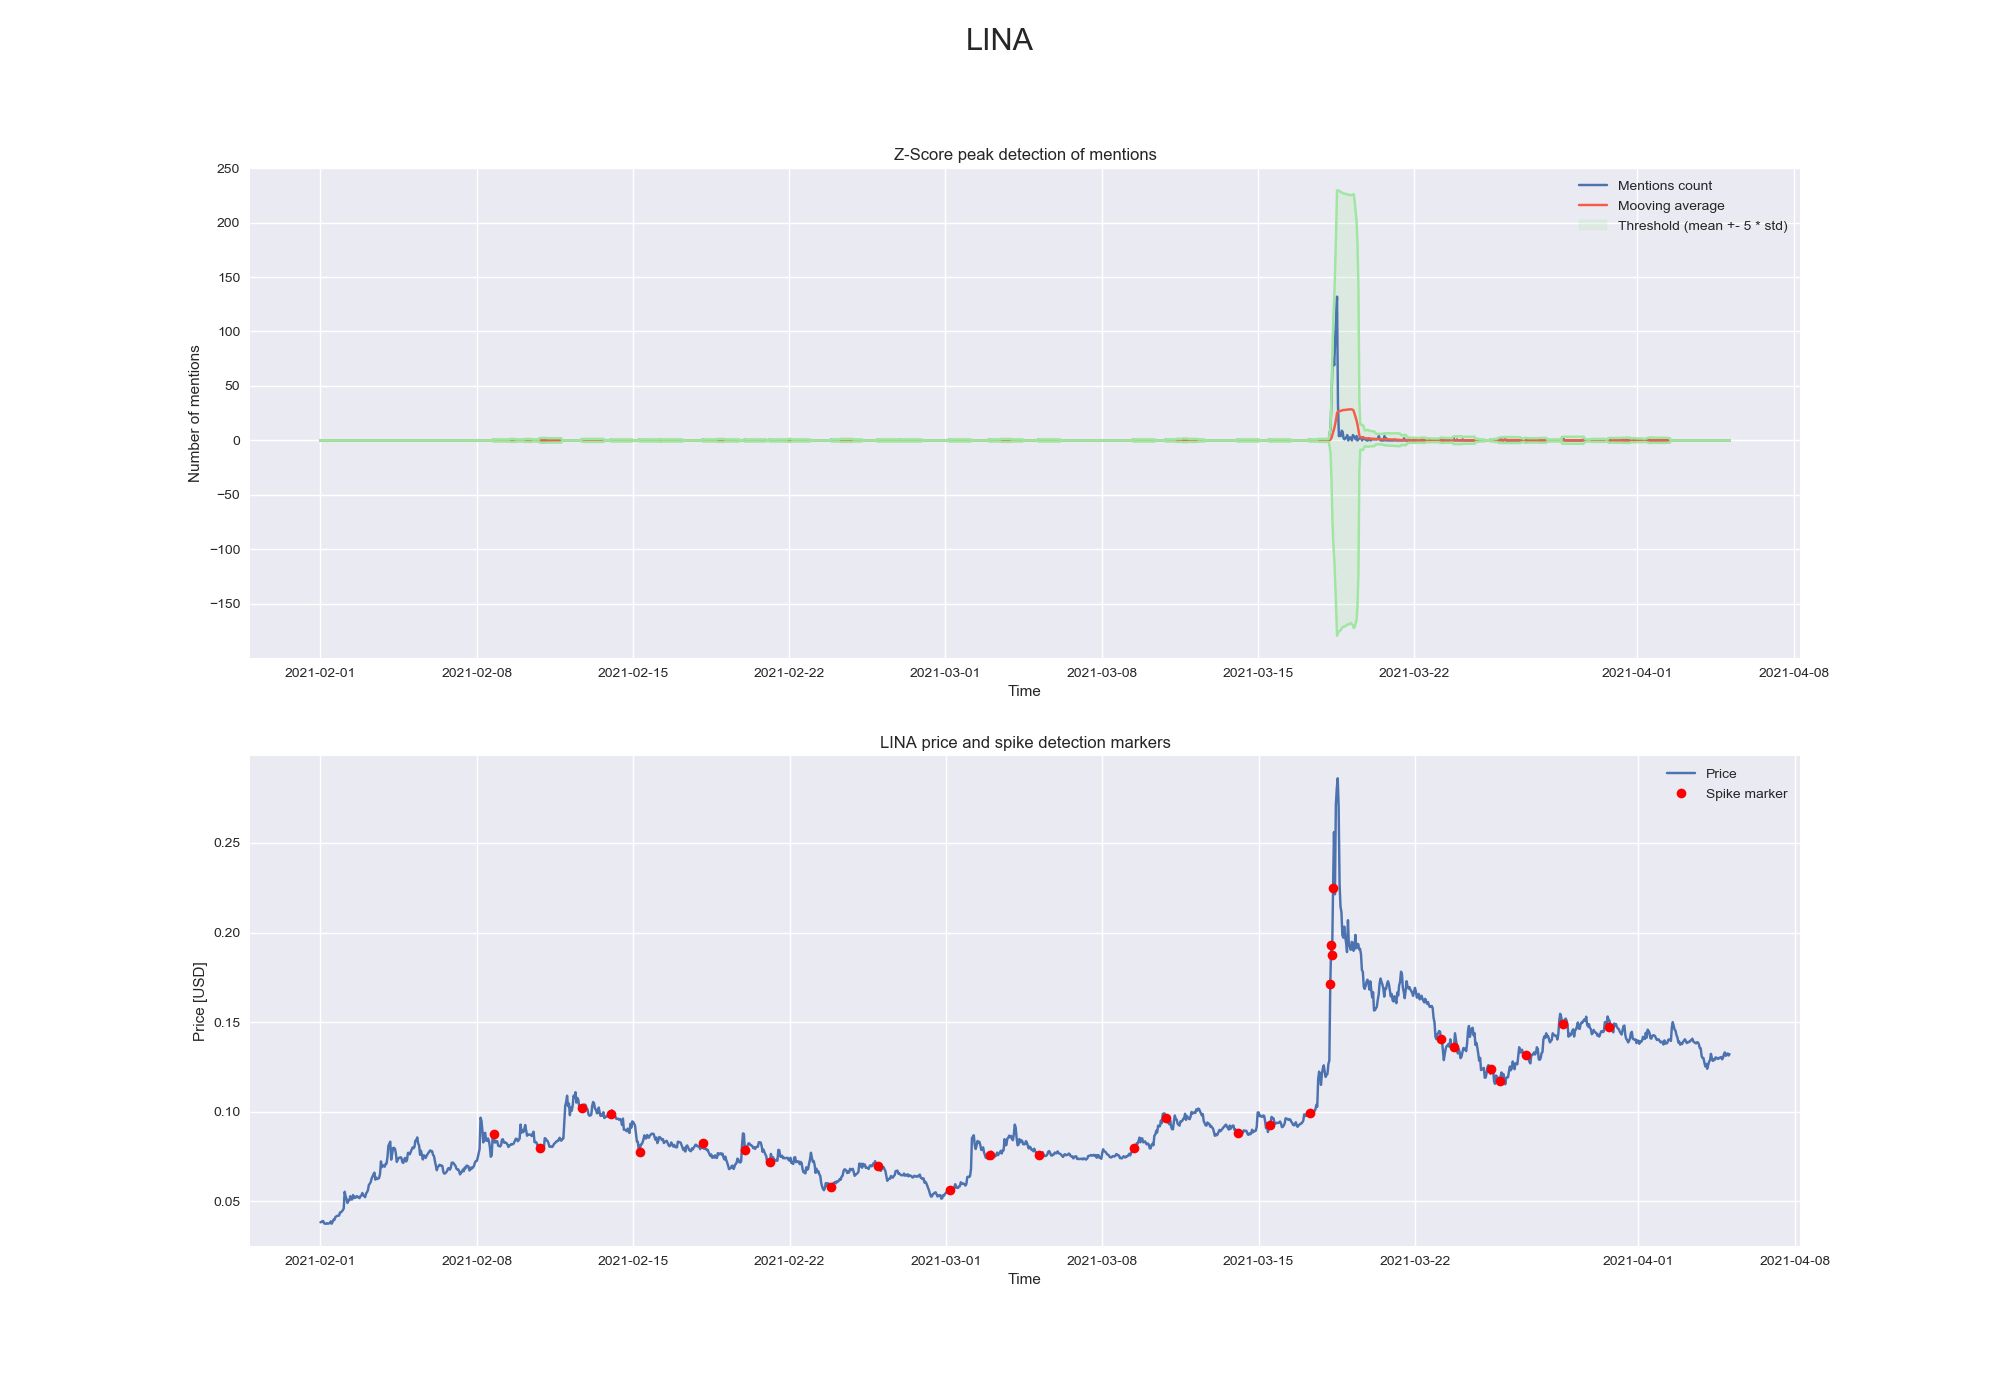 LINA
Z-Score peak detection of mentions
250
200
150
100
50
0
−50
−100
−150
Number of mentions
Mentions count
Mooving average
Threshold (mean +- 5 * std)
2021-02-01 2021-02-08 2021-02-15 2021-02-22 2021-03-01 2021-03-08 2021-03-15 2021-03-22 2021-04-01 2021-04-08
Time
LINA price and spike detection markers
0.25
0.20
0.15
0.10
0.05
Price [USD]
Price
Spike marker
2021-02-01 2021-02-08 2021-02-15 2021-02-22 2021-03-01 2021-03-08 2021-03-15 2021-03-22 2021-04-01 2021-04-08
Time